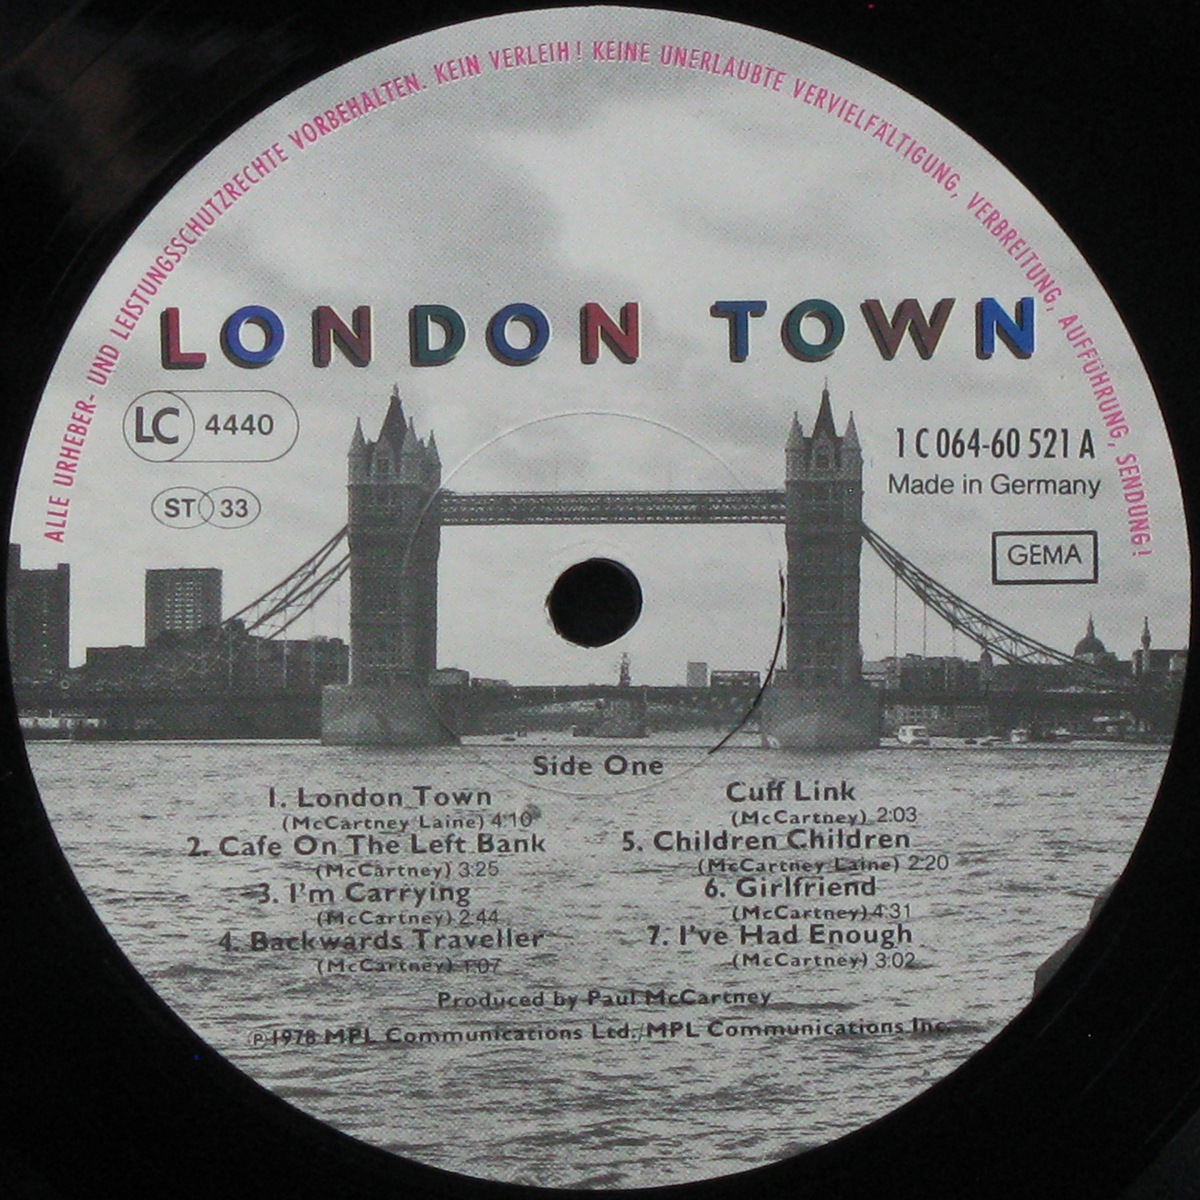 ALLE URHEBER- UND LEISTUNGSSCHUTZRECHTE VORBEHALTEN. KEIN VERLEIH! KEINE UNERLAUBTE VERVIELFÄLTIGUNG, VERBREITUNG, AUFFÜHRUNG, SENDUNG!
LONDON TOWN
LC 4440
ST 33
1 C 064-60 521 A
Made in Germany
GEMA
Side One
1. London Town
(McCartney Laine) 4:10
2. Cafe On The Left Bank
(McCartney) 3:25
3. I'm Carrying
(McCartney) 2:44
4. Backwards Traveller
(McCartney) 1:07
Cuff Link
(McCartney) 2:03
5. Children Children
(McCartney Laine) 2:20
6. Girlfriend
(McCartney) 4:31
7. I've Had Enough
(McCartney) 3:02
Produced by Paul McCartney
℗ 1978 MPL Communications Ltd./MPL Communications Inc.